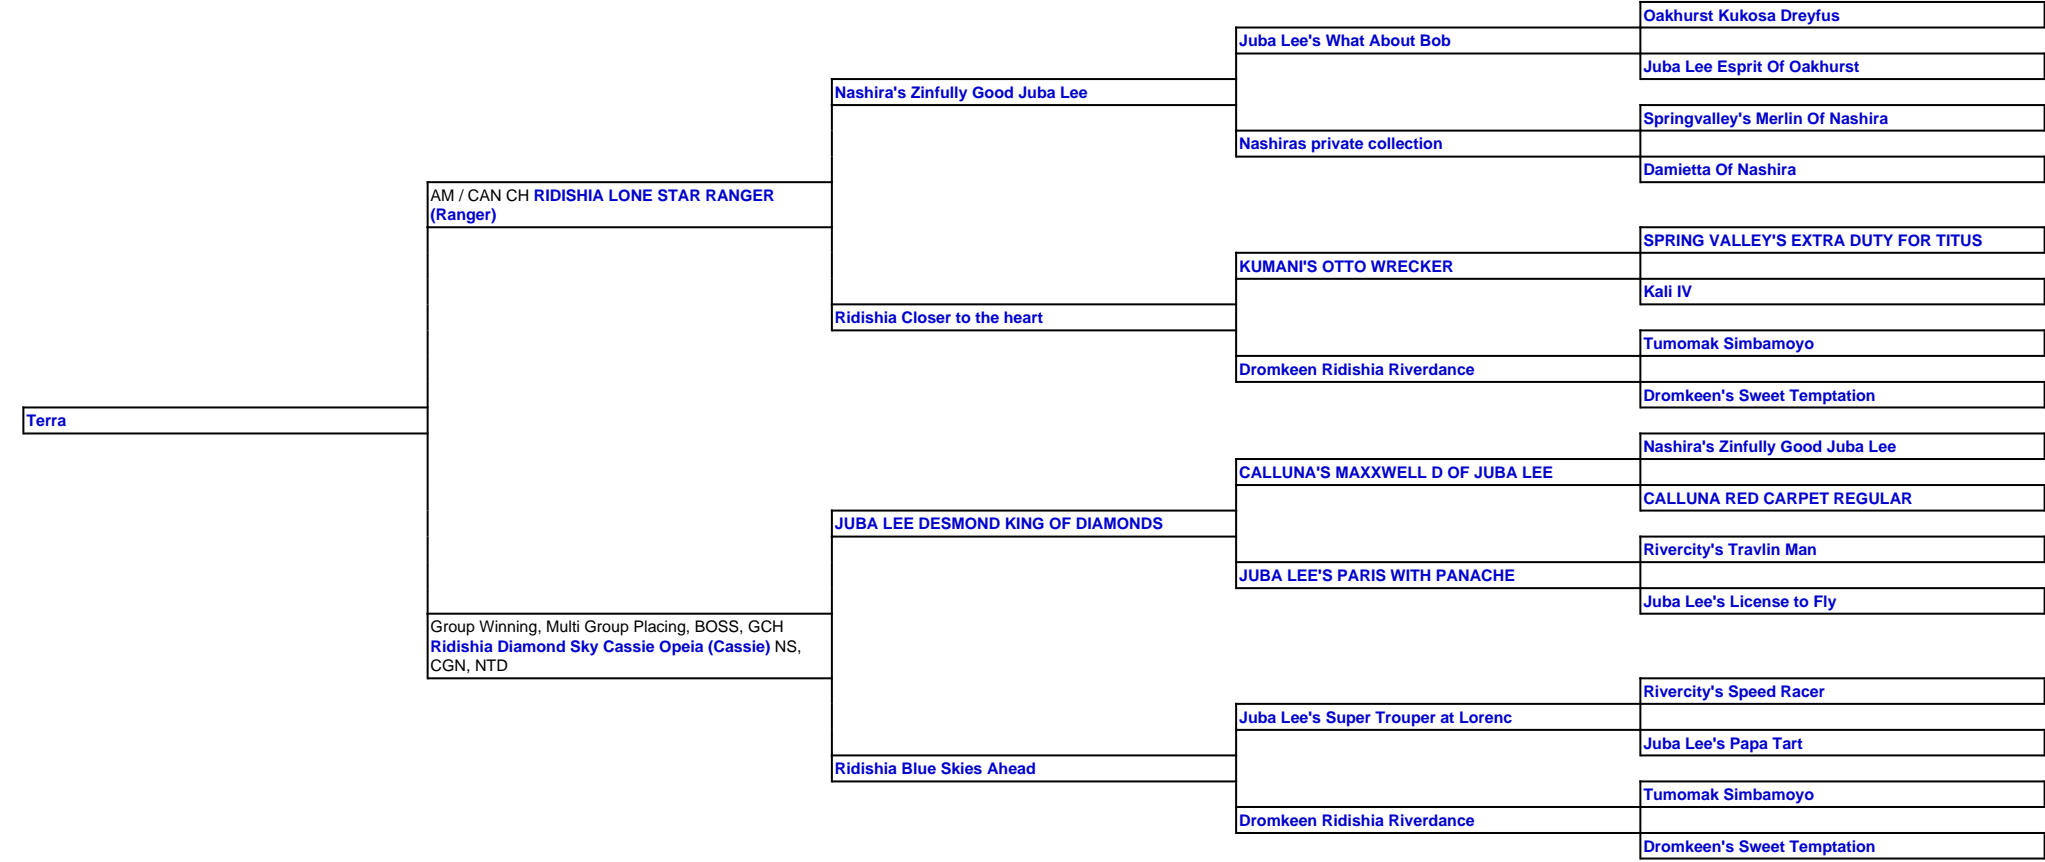 Oakhurst Kukosa Dreyfus
Juba Lee's What About Bob
Juba Lee Esprit Of Oakhurst
Nashira's Zinfully Good Juba Lee
Springvalley's Merlin Of Nashira
Nashiras private collection
Damietta Of Nashira
AM / CAN CH RIDISHIA LONE STAR RANGER
(Ranger)
SPRING VALLEY'S EXTRA DUTY FOR TITUS
KUMANI'S OTTO WRECKER
Kali IV
Ridishia Closer to the heart
Tumomak Simbamoyo
Dromkeen Ridishia Riverdance
Dromkeen's Sweet Temptation
Terra
Nashira's Zinfully Good Juba Lee
CALLUNA'S MAXXWELL D OF JUBA LEE
CALLUNA RED CARPET REGULAR
JUBA LEE DESMOND KING OF DIAMONDS
Rivercity's Travlin Man
JUBA LEE'S PARIS WITH PANACHE
Juba Lee's License to Fly
Group Winning, Multi Group Placing, BOSS, GCH
Ridishia Diamond Sky Cassie Opeia (Cassie) NS,
CGN, NTD
Rivercity's Speed Racer
Juba Lee's Super Trouper at Lorenc
Juba Lee's Papa Tart
Ridishia Blue Skies Ahead
Tumomak Simbamoyo
Dromkeen Ridishia Riverdance
Dromkeen's Sweet Temptation